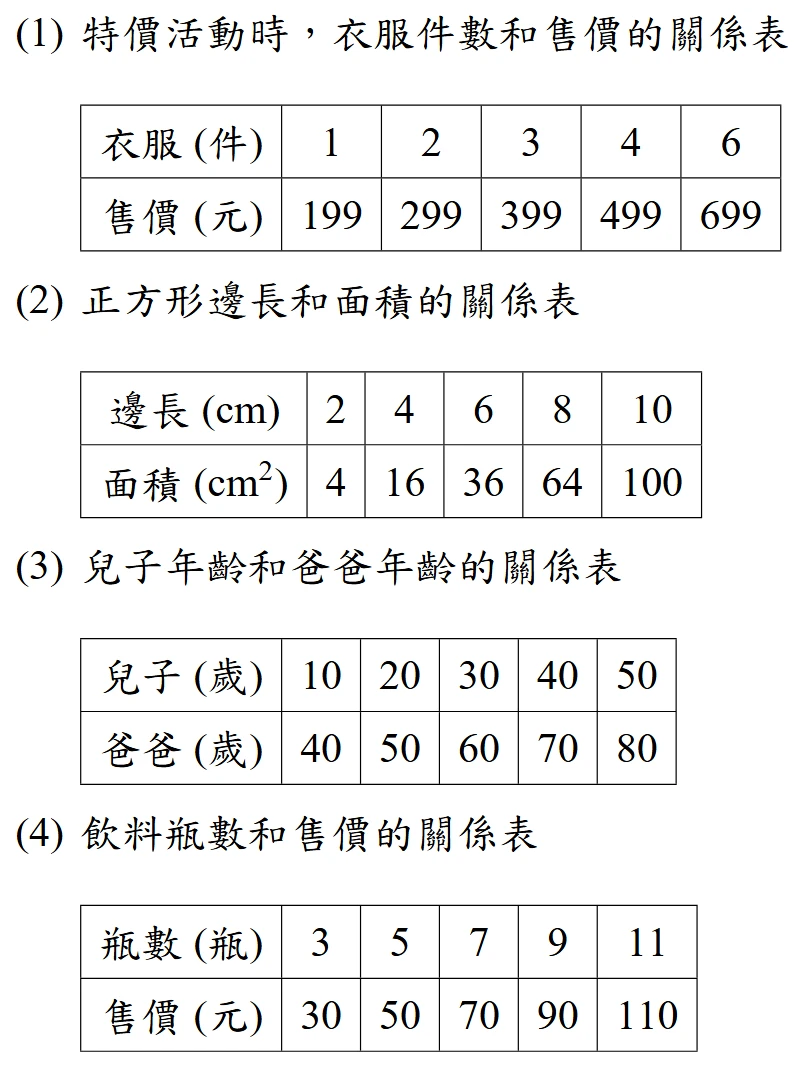 (1) 特價活動時，衣服件數和售價的關係表
衣服 (件) 1 2 3 4 6
售價 (元) 199 299 399 499 699
(2) 正方形邊長和面積的關係表
邊長 (cm) 2 4 6 8 10
面積 (cm²) 4 16 36 64 100
(3) 兒子年齡和爸爸年齡的關係表
兒子 (歲) 10 20 30 40 50
爸爸 (歲) 40 50 60 70 80
(4) 飲料瓶數和售價的關係表
瓶數 (瓶) 3 5 7 9 11
售價 (元) 30 50 70 90 110